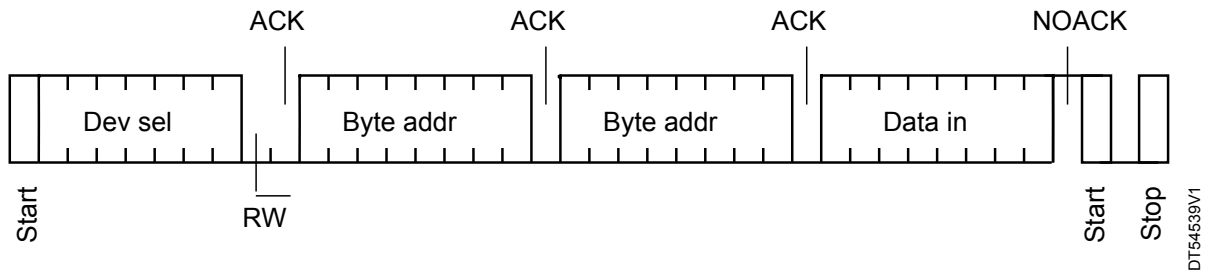 ACK ACK ACK NOACK
Dev sel Byte addr Byte addr Data in
RW
Start Start Stop
DT54539V1